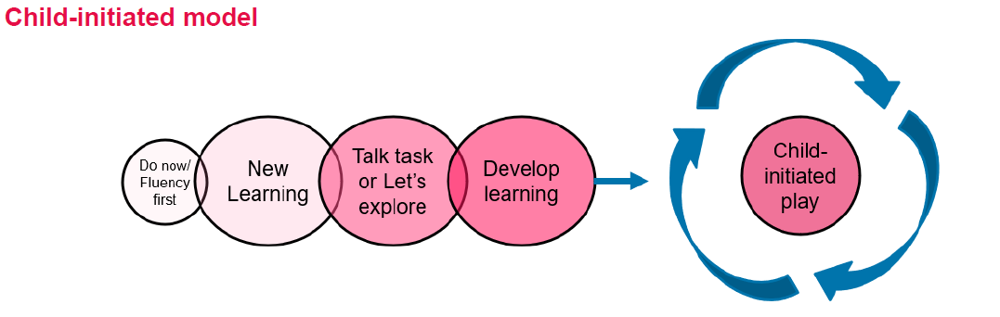 Child-initiated model
Do now/
Fluency
first
New
Learning
Talk task
or Let's
explore
Develop
learning
Child-
initiated
play